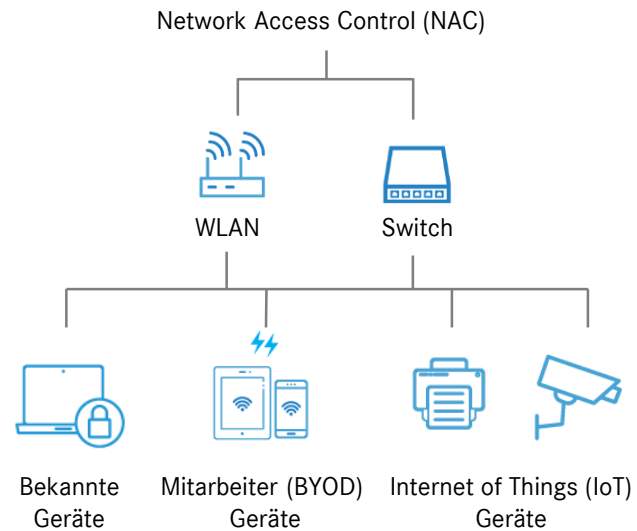 Network Access Control (NAC)
WLAN
Switch
Bekannte
Geräte
Mitarbeiter (BYOD)
Geräte
Internet of Things (IoT)
Geräte